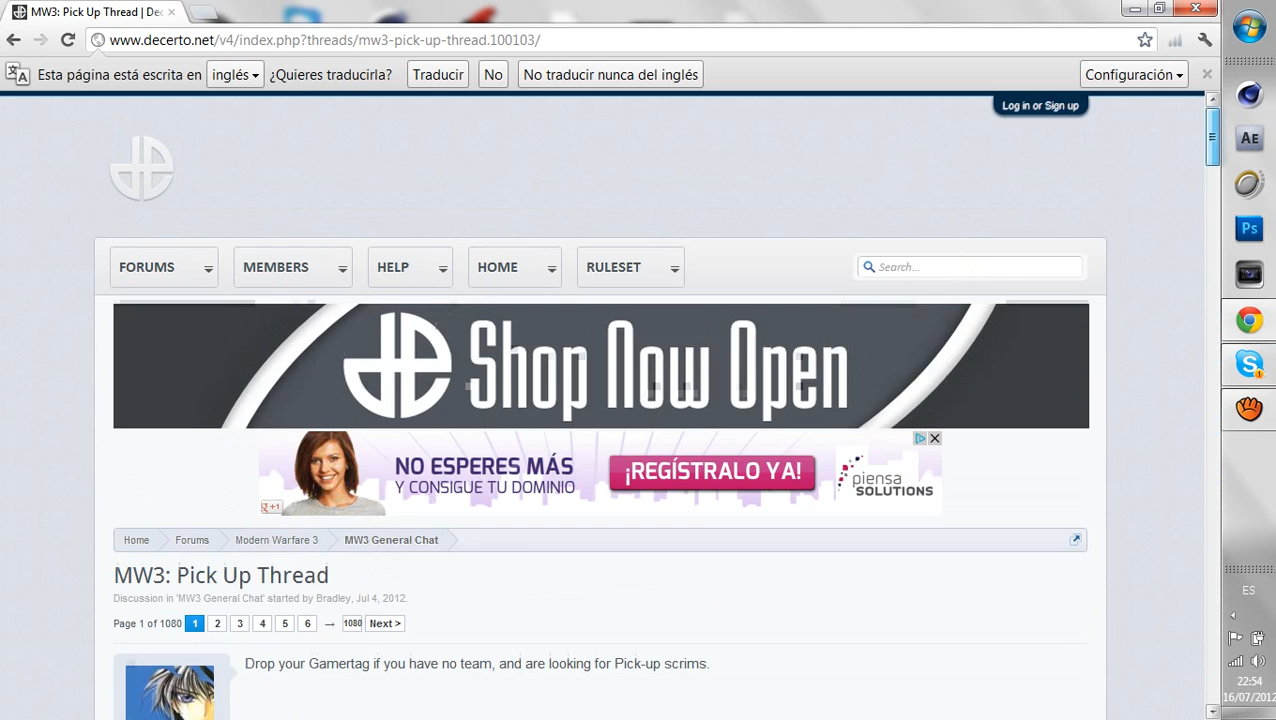 MW3: Pick Up Thread | Dec
www.decerto.net/v4/index.php?threads/mw3-pick-up-thread.100103/
Esta página está escrita en inglés ¿Quieres traducirla? Traducir No No traducir nunca del inglés Configuración
Log in or Sign up
FORUMS MEMBERS HELP HOME RULESET Search...
de Shop Now Open
NO ESPERES MÁS
Y CONSIGUE TU DOMINIO
¡REGÍSTRALO YA!
piensa
SOLUTIONS
+1
Home Forums Modern Warfare 3 MW3 General Chat
MW3: Pick Up Thread
Discussion in 'MW3 General Chat' started by Bradley, Jul 4, 2012.
Page 1 of 1080 1 2 3 4 5 6 → 1080 Next >
Drop your Gamertag if you have no team, and are looking for Pick-up scrims.
AE
Ps
S
1
ES
22:54
16/07/2012